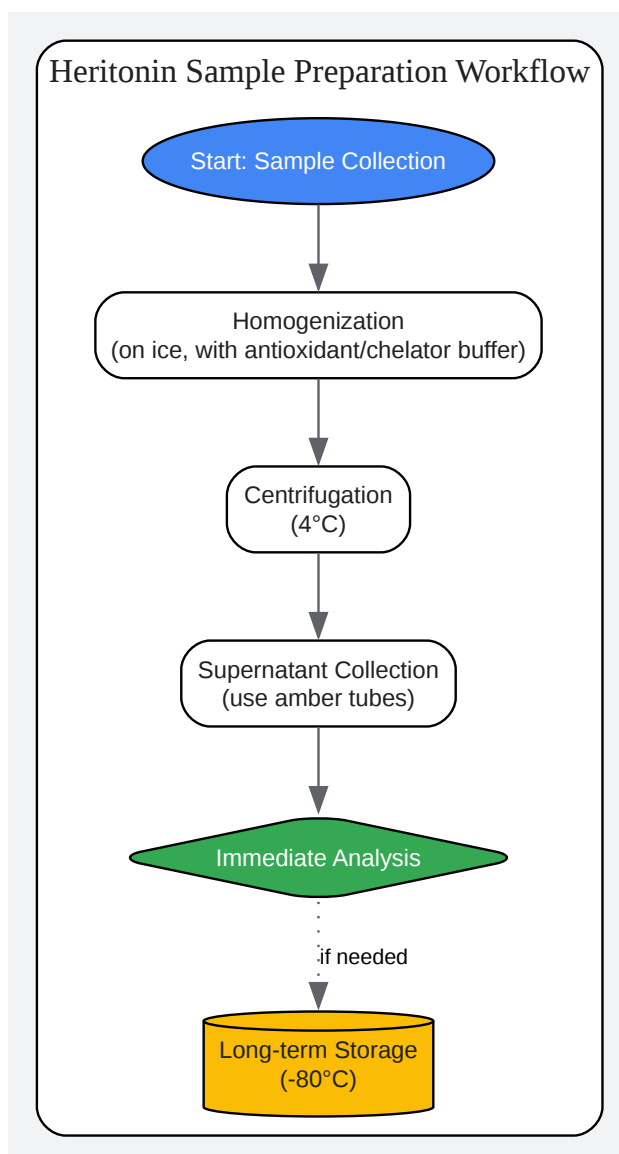 Heritonin Sample Preparation Workflow
Start: Sample Collection
Homogenization
(on ice, with antioxidant/chelator buffer)
Centrifugation
(4°C)
Supernatant Collection
(use amber tubes)
Immediate Analysis
if needed
Long-term Storage
(-80°C)